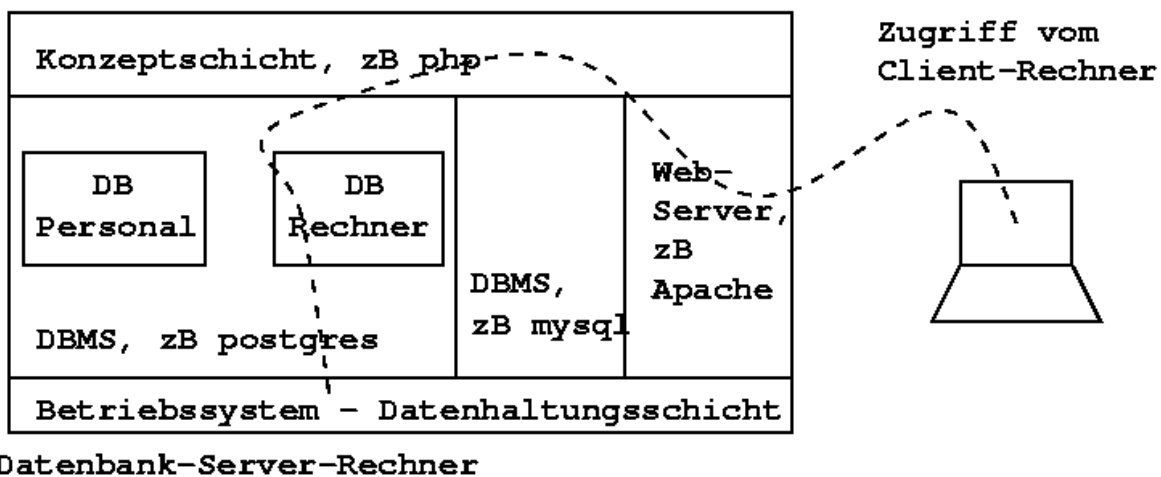 Konzeptschicht, zB php
Zugriff vom
Client-Rechner
DB
Personal
DB
Rechner
DBMS, zB postgres
DBMS,
zB mysql
Web-
Server,
zB
Apache
Betriebssystem - Datenhaltungsschicht
Datenbank-Server-Rechner